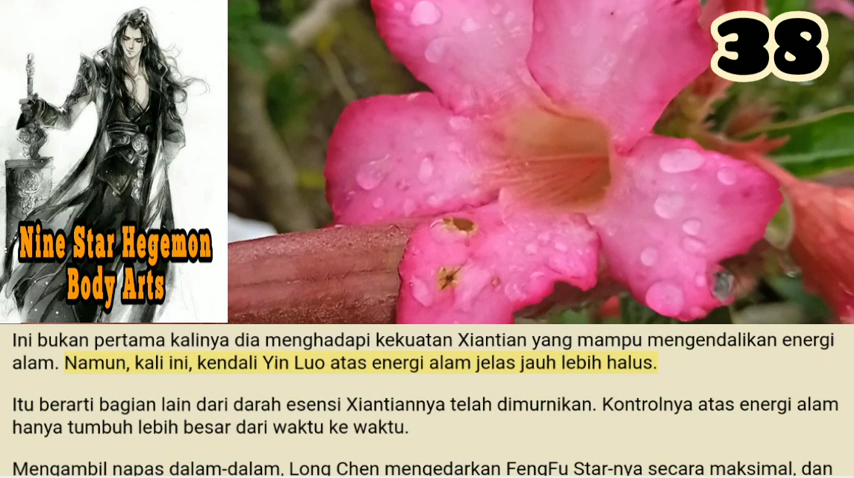 38
Nine Star Hegemon
Body Arts
Ini bukan pertama kalinya dia menghadapi kekuatan Xiantian yang mampu mengendalikan energi
alam. Namun, kali ini, kendali Yin Luo atas energi alam jelas jauh lebih halus.
Itu berarti bagian lain dari darah esensi Xiantiannya telah dimurnikan. Kontrolnya atas energi alam
hanya tumbuh lebih besar dari waktu ke waktu.
Mengambil napas dalam-dalam, Long Chen mengedarkan FengFu Star-nya secara maksimal, dan